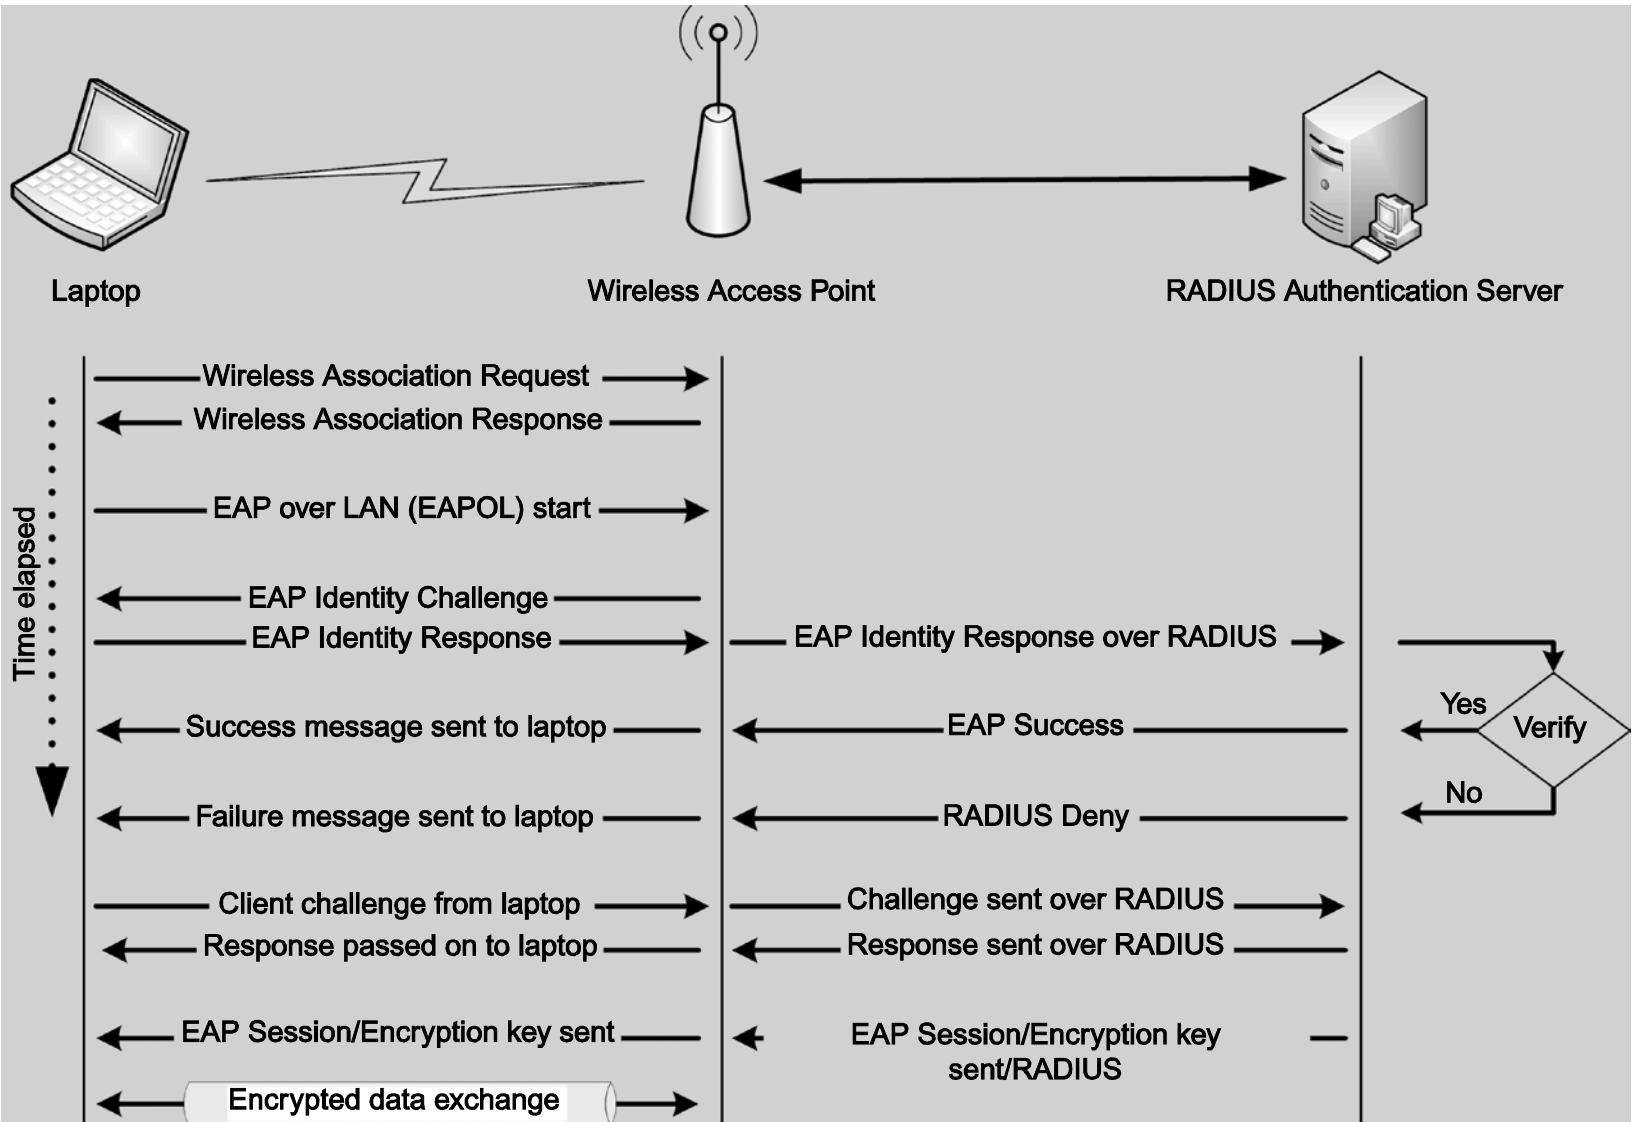 Laptop
Wireless Access Point
RADIUS Authentication Server
Wireless Association Request
Wireless Association Response
EAP over LAN (EAPOL) start
Time elapsed
EAP Identity Challenge
EAP Identity Response
EAP Identity Response over RADIUS
Yes
Verify
Success message sent to laptop
EAP Success
No
Failure message sent to laptop
RADIUS Deny
Client challenge from laptop
Challenge sent over RADIUS
Response passed on to laptop
Response sent over RADIUS
EAP Session/Encryption key sent
EAP Session/Encryption key
sent/RADIUS
Encrypted data exchange